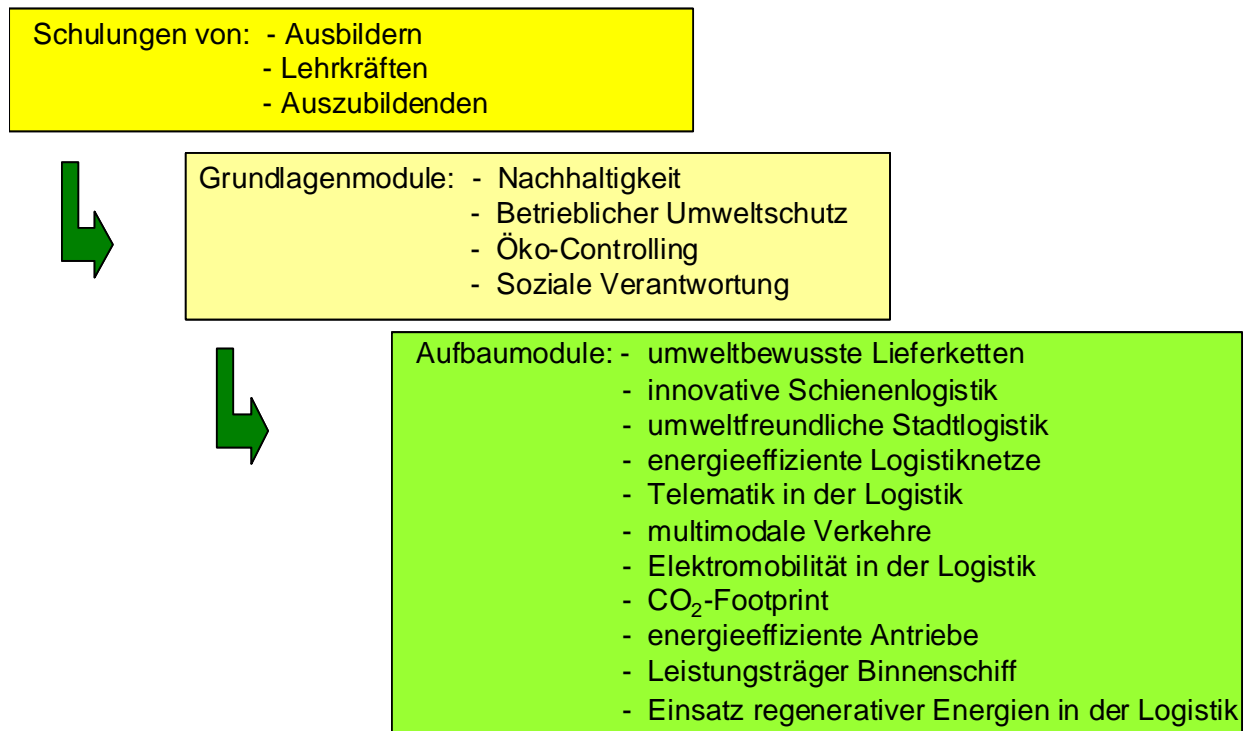 Schulungen von: - Ausbildern
- Lehrkräften
- Auszubildenden
Grundlagenmodule: - Nachhaltigkeit
- Betrieblicher Umweltschutz
- Öko-Controlling
- Soziale Verantwortung
Aufbaumodule: - umweltbewusste Lieferketten
- innovative Schienenlogistik
- umweltfreundliche Stadtlogistik
- energieeffiziente Logistiknetze
- Telematik in der Logistik
- multimodale Verkehre
- Elektromobilität in der Logistik
- CO₂-Footprint
- energieeffiziente Antriebe
- Leistungsträger Binnenschiff
- Einsatz regenerativer Energien in der Logistik